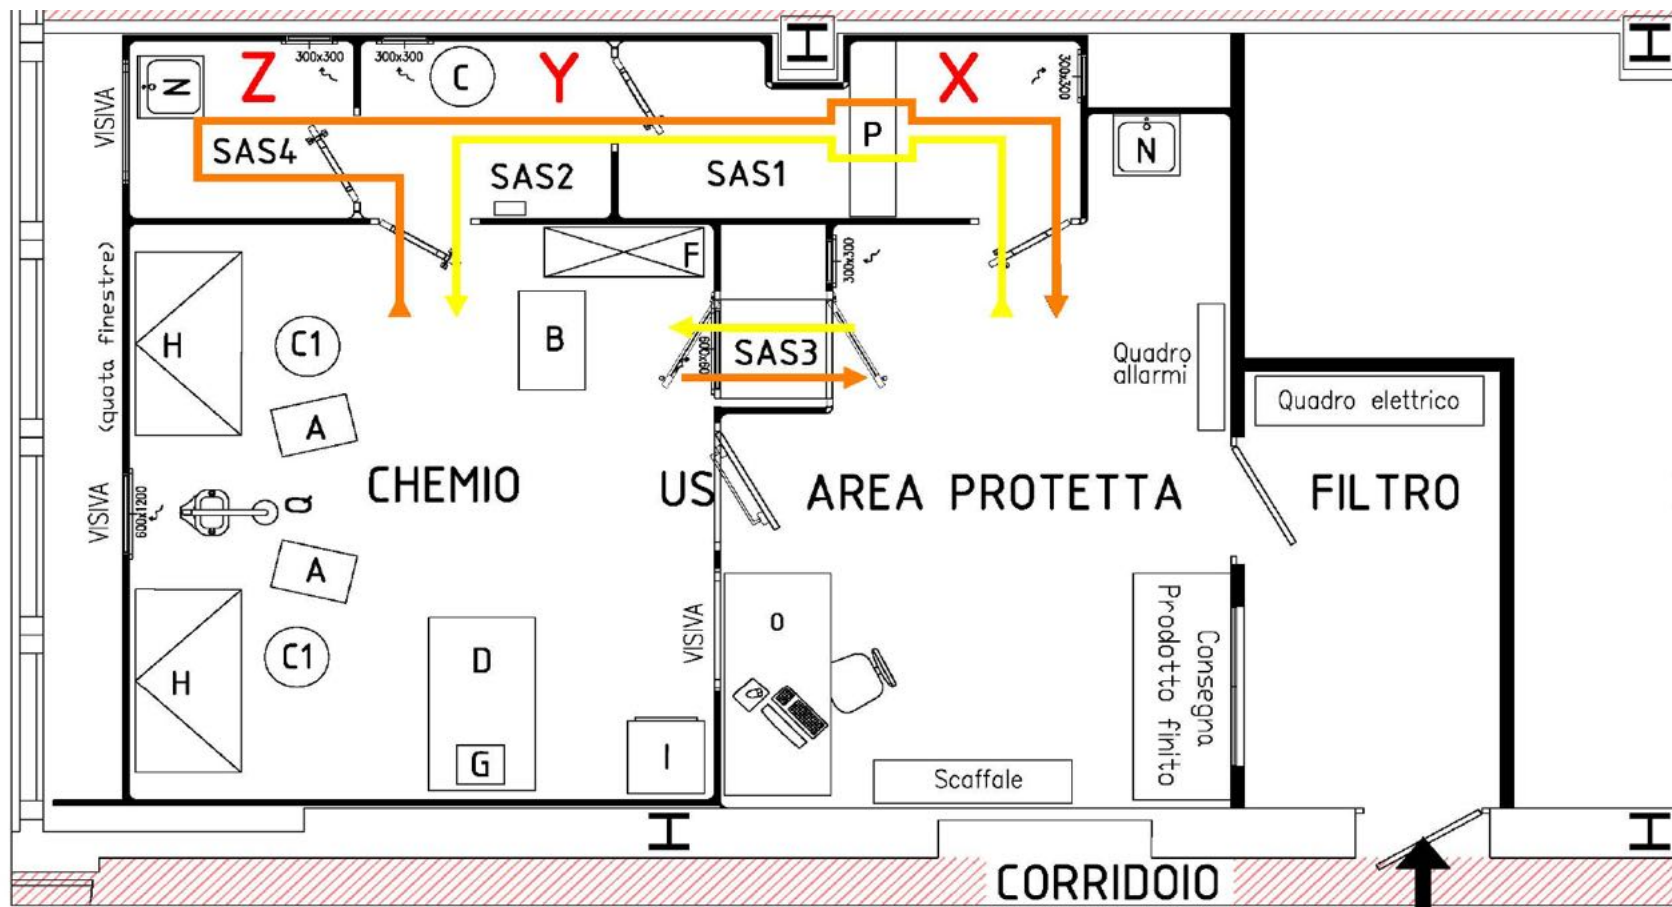 Z
300x300
300x300
C
Y
X
300x300
N
VISIVA
SAS4
SAS2
SAS1
P
N
F
300x300
(quota finestre)
H
C1
B
SAS3
Quadro
allarmi
A
Quadro elettrico
CHEMIO
US
AREA PROTETTA
FILTRO
VISIVA
600x1200
Q
A
H
C1
D
G
I
VISIVA
O
Consegna
Prodotto finito
Scaffale
CORRIDOIO